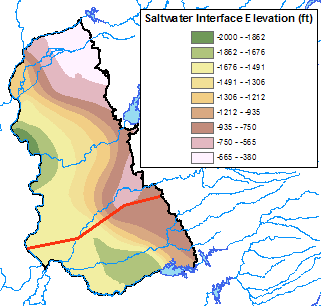 Saltwater Interface Elevation (ft)
-2000 - -1862
-1862 - -1676
-1676 - -1491
-1491 - -1306
-1306 - -1212
-1212 - -935
-935 - -750
-750 - -565
-565 - -380